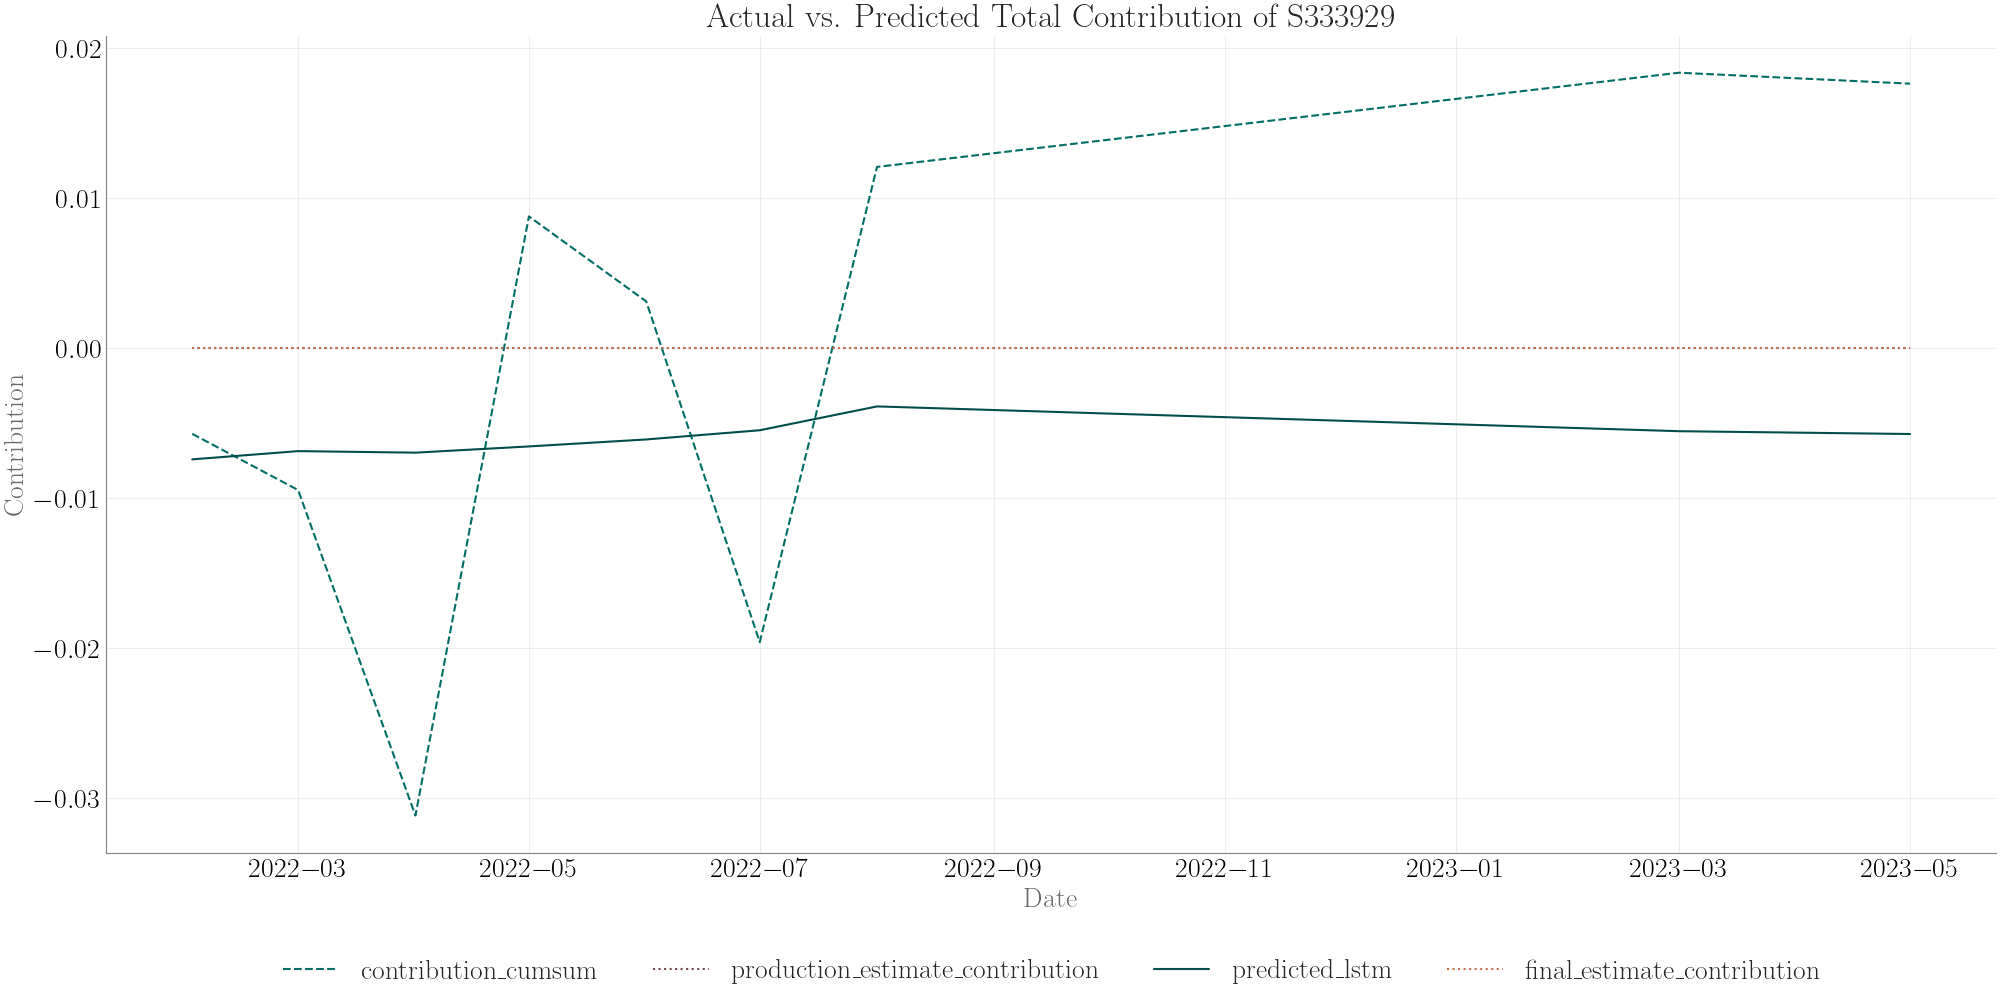 Actual vs. Predicted Total Contribution of S333929
0.02
0.01
0.00
−0.01
−0.02
−0.03
Contribution
2022−03 2022−05 2022−07 2022−09 2022−11 2023−01 2023−03 2023−05
Date
contribution_cumsum production_estimate_contribution predicted_lstm final_estimate_contribution